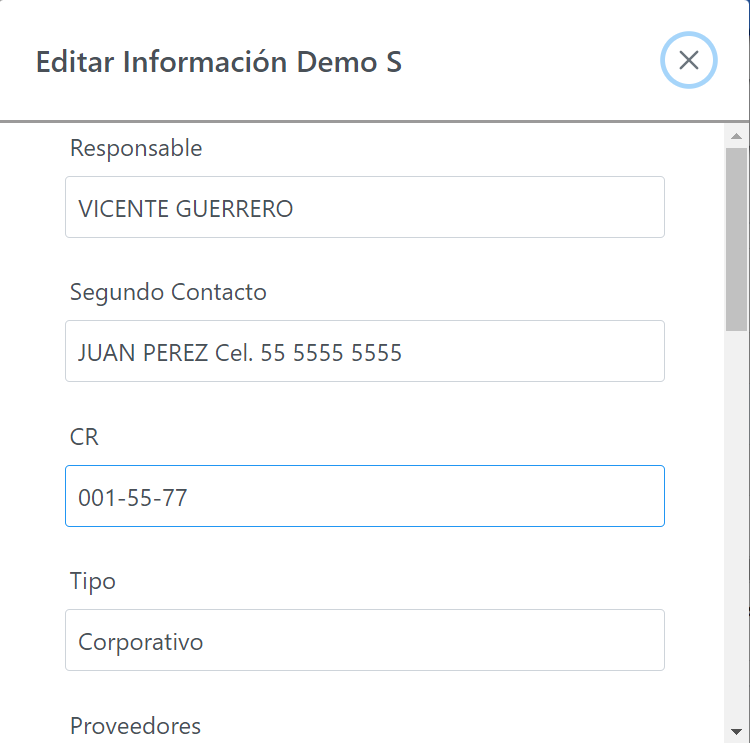 Editar Información Demo S
Responsable
VICENTE GUERRERO
Segundo Contacto
JUAN PEREZ Cel. 55 5555 5555
CR
001-55-77
Tipo
Corporativo
Proveedores